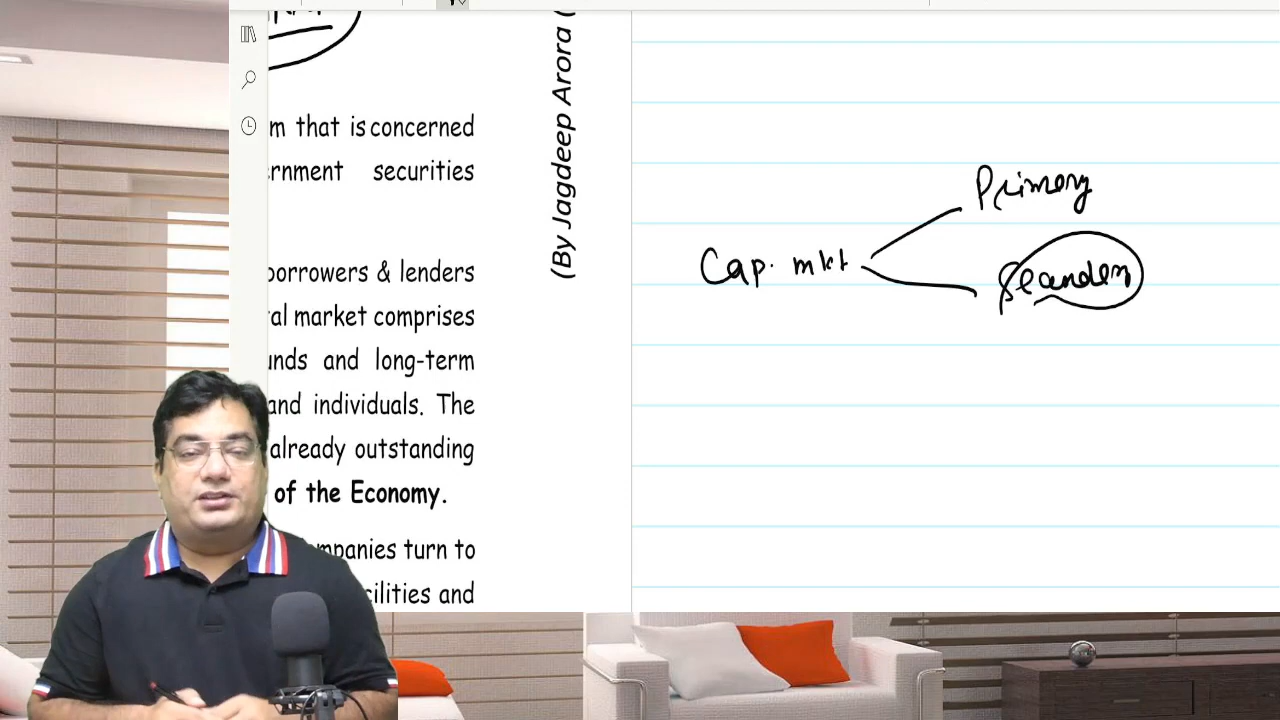 m that is concerned
ernment securities
borrowers & lenders
al market comprises
unds and long-term
and individuals. The
already outstanding
of the Economy.
mpanies turn to
cilities and
(By Jagdeep Arora (
Primary
Cap. mkt